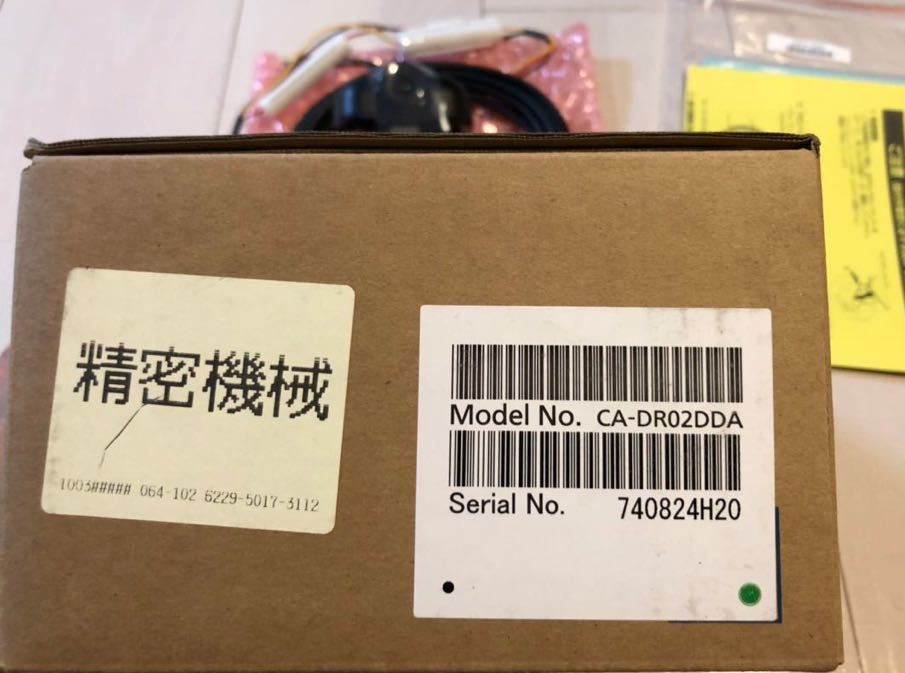 精密機械
1003##### 064-102 6229-5017-3112
Model No. CA-DR02DDA
Serial No. 740824H20